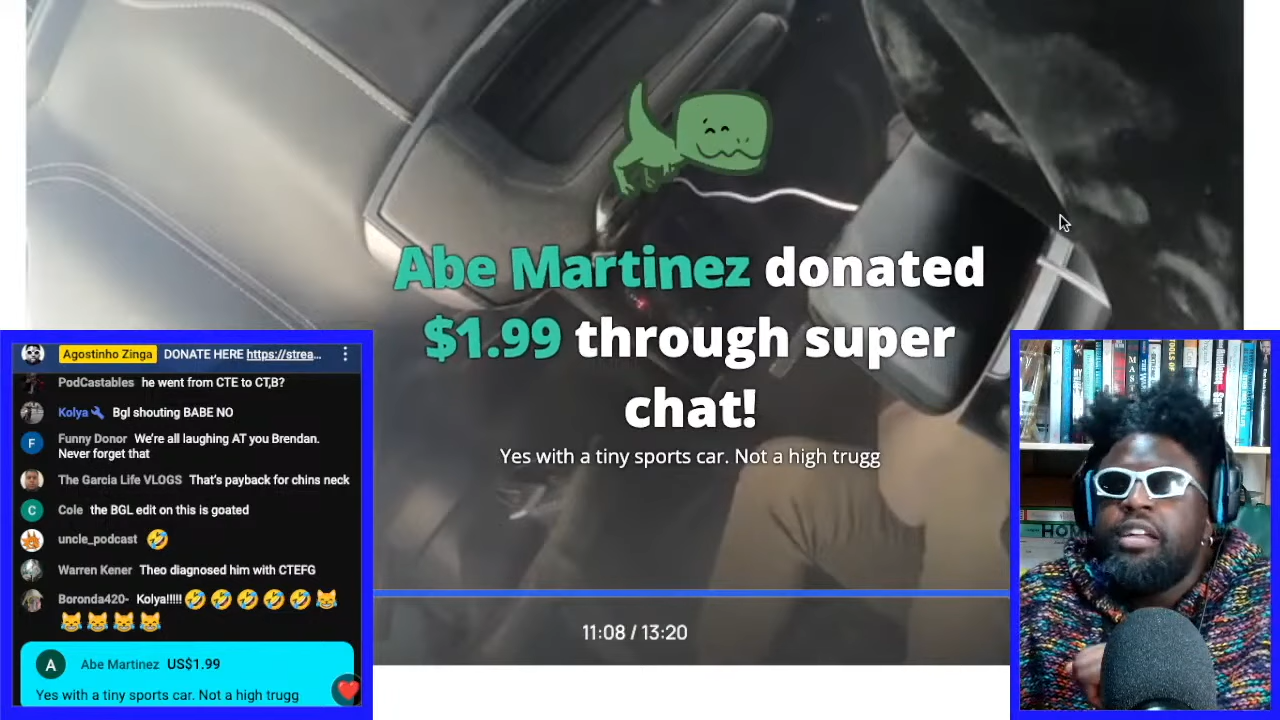 Abe Martinez donated
$1.99 through super
chat!
Yes with a tiny sports car. Not a high trugg
Agostinho Zinga DONATE HERE https://strea...
PodCastables he went from CTE to CT,B?
Kolya Bgl shouting BABE NO
F Funny Donor We're all laughing AT you Brendan.
Never forget that
The Garcia Life VLOGS That's payback for chins neck
C Cole the BGL edit on this is goated
uncle_podcast 🤣
Warren Kener Theo diagnosed him with CTEFG
Boronda420- Kolya!!!!! 🤣🤣🤣🤣🤣😹
😹😹😹😹
A Abe Martinez US$1.99
Yes with a tiny sports car. Not a high trugg
11:08 / 13:20